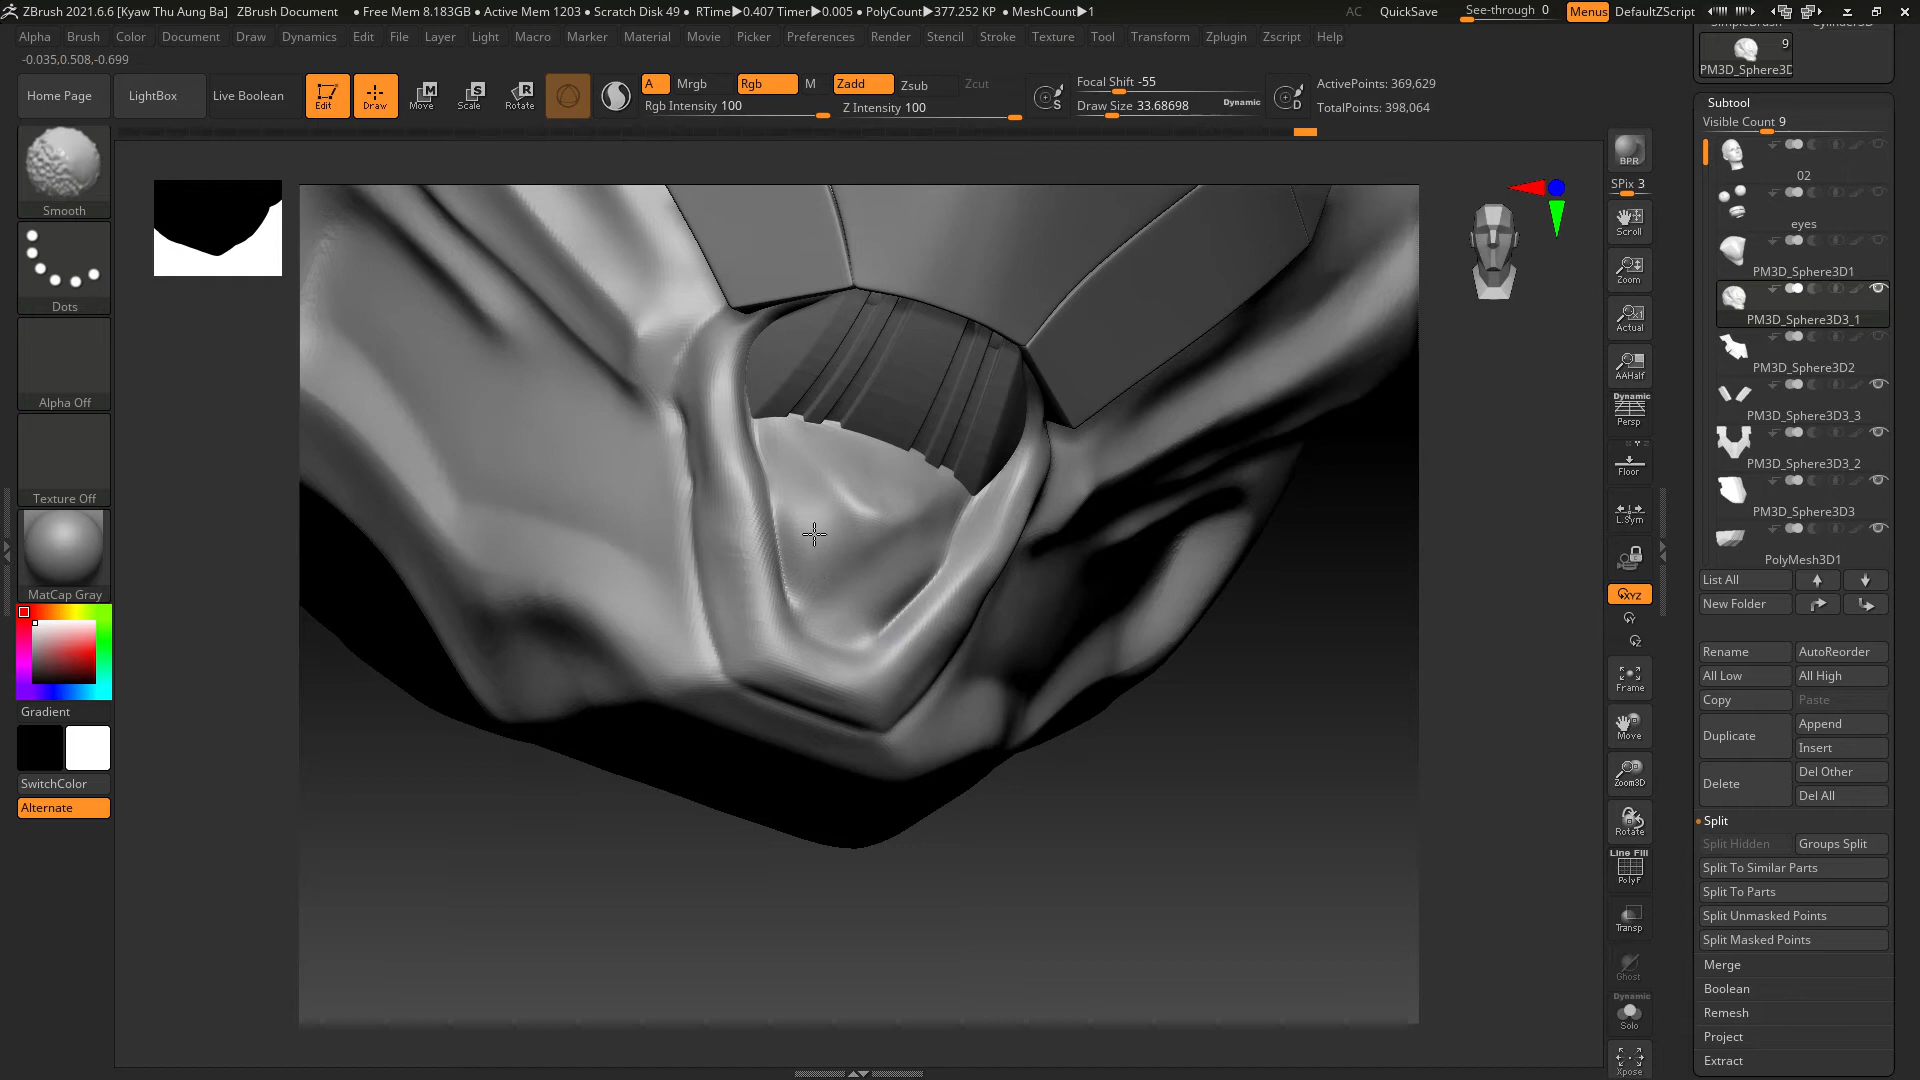 ZBrush 2021.6.6 [Kyaw Thu Aung Ba] ZBrush Document • Free Mem 8.183GB • Active Mem 1203 • Scratch Disk 49 • RTime▶0.407 Timer▶0.005 • PolyCount▶377.252 KP • MeshCount▶1 AC QuickSave See-through 0 Menus DefaultZScript
Alpha Brush Color Document Draw Dynamics Edit File Layer Light Macro Marker Material Movie Picker Preferences Render Stencil Stroke Texture Tool Transform Zplugin Zscript Help
-0.035,0.508,-0.699
Home Page LightBox Live Boolean Edit Draw Move Scale Rotate
A Mrgb Rgb M Zadd Zsub Zcut
Rgb Intensity 100 Z Intensity 100
Focal Shift -55
Draw Size 33.68698 Dynamic
ActivePoints: 369,629
TotalPoints: 398,064
Smooth
Dots
Alpha Off
Texture Off
MatCap Gray
Gradient
SwitchColor
Alternate
BPR
SPix 3
Scroll
Zoom
Actual
AAHalf
Dynamic
Persp
Floor
L.Sym
XYZ
Y
Z
Frame
Move
Zoom3D
Rotate
Line Fill
PolyF
Transp
Ghost
Dynamic
Solo
Xpose
9
PM3D_Sphere3D
Subtool
Visible Count 9
02
eyes
PM3D_Sphere3D1
PM3D_Sphere3D3_1
PM3D_Sphere3D2
PM3D_Sphere3D3_3
PM3D_Sphere3D3_2
PM3D_Sphere3D3
PolyMesh3D1
List All
New Folder
Rename AutoReorder
All Low All High
Copy Paste
Duplicate Append
Insert
Delete Del Other
Del All
Split
Split Hidden Groups Split
Split To Similar Parts
Split To Parts
Split Unmasked Points
Split Masked Points
Merge
Boolean
Remesh
Project
Extract